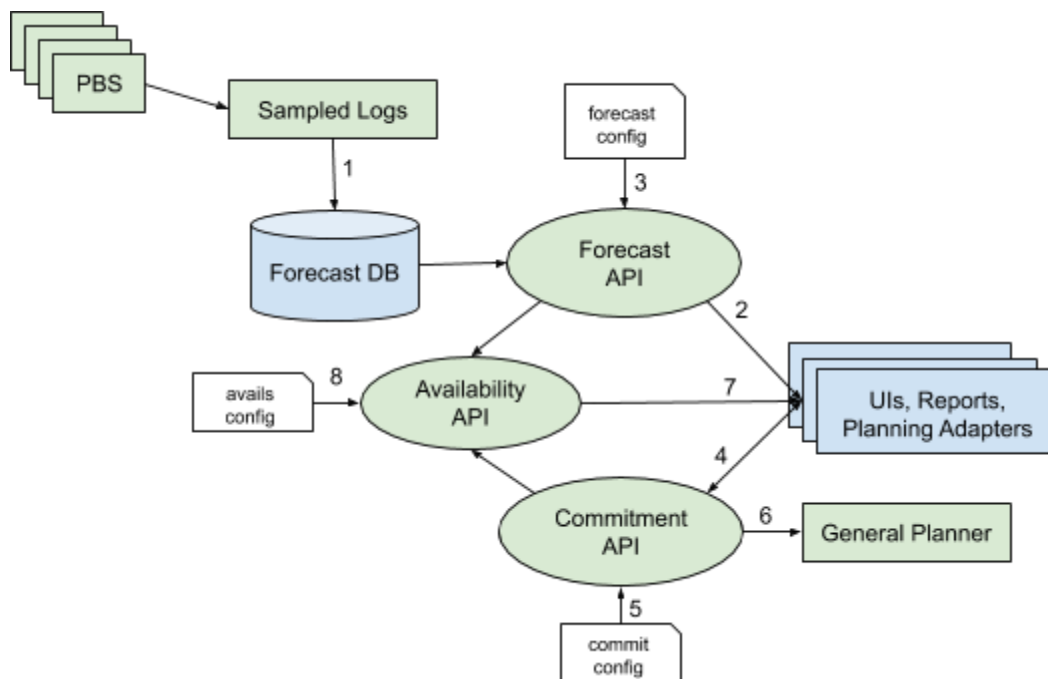 PBS
Sampled Logs
forecast
config
1
3
Forecast DB
Forecast
API
2
avails
config
8
Availability
API
7
UIs, Reports,
Planning Adapters
4
Commitment
API
6
General Planner
5
commit
config